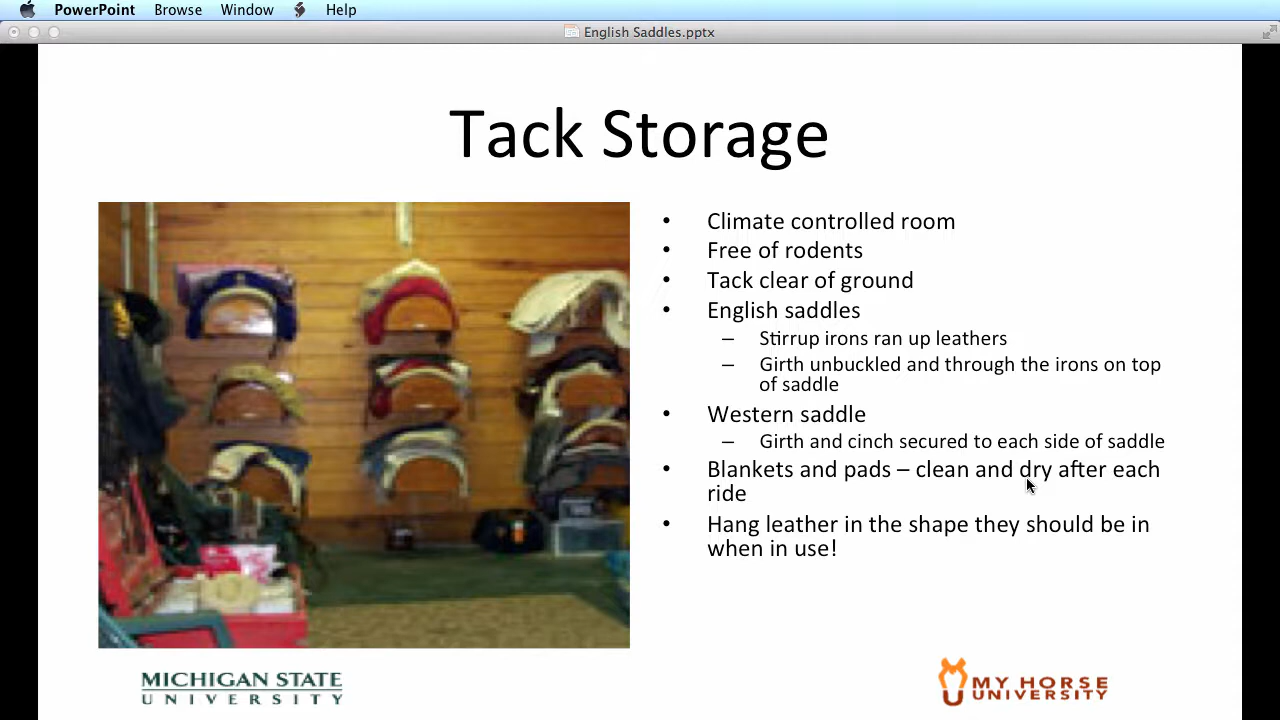 PowerPoint Browse Window Help
English Saddles.pptx
Tack Storage
• Climate controlled room
• Free of rodents
• Tack clear of ground
• English saddles
– Stirrup irons ran up leathers
– Girth unbuckled and through the irons on top
of saddle
• Western saddle
– Girth and cinch secured to each side of saddle
• Blankets and pads – clean and dry after each
ride
• Hang leather in the shape they should be in
when in use!
MICHIGAN STATE
UNIVERSITY
MY HORSE
UNIVERSITY